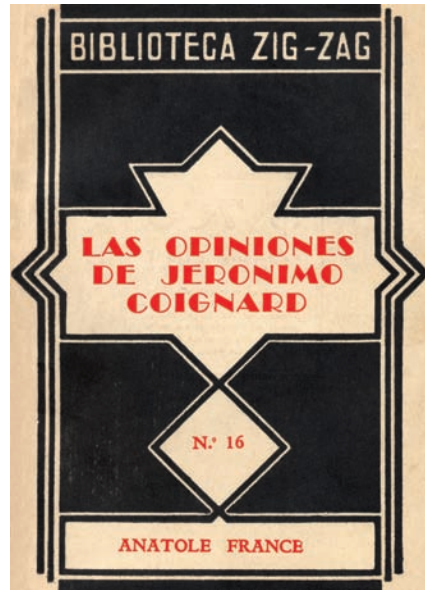 BIBLIOTECA ZIG-ZAG
LAS OPINIONES
DE JERONIMO
COIGNARD
N.º 16
ANATOLE FRANCE